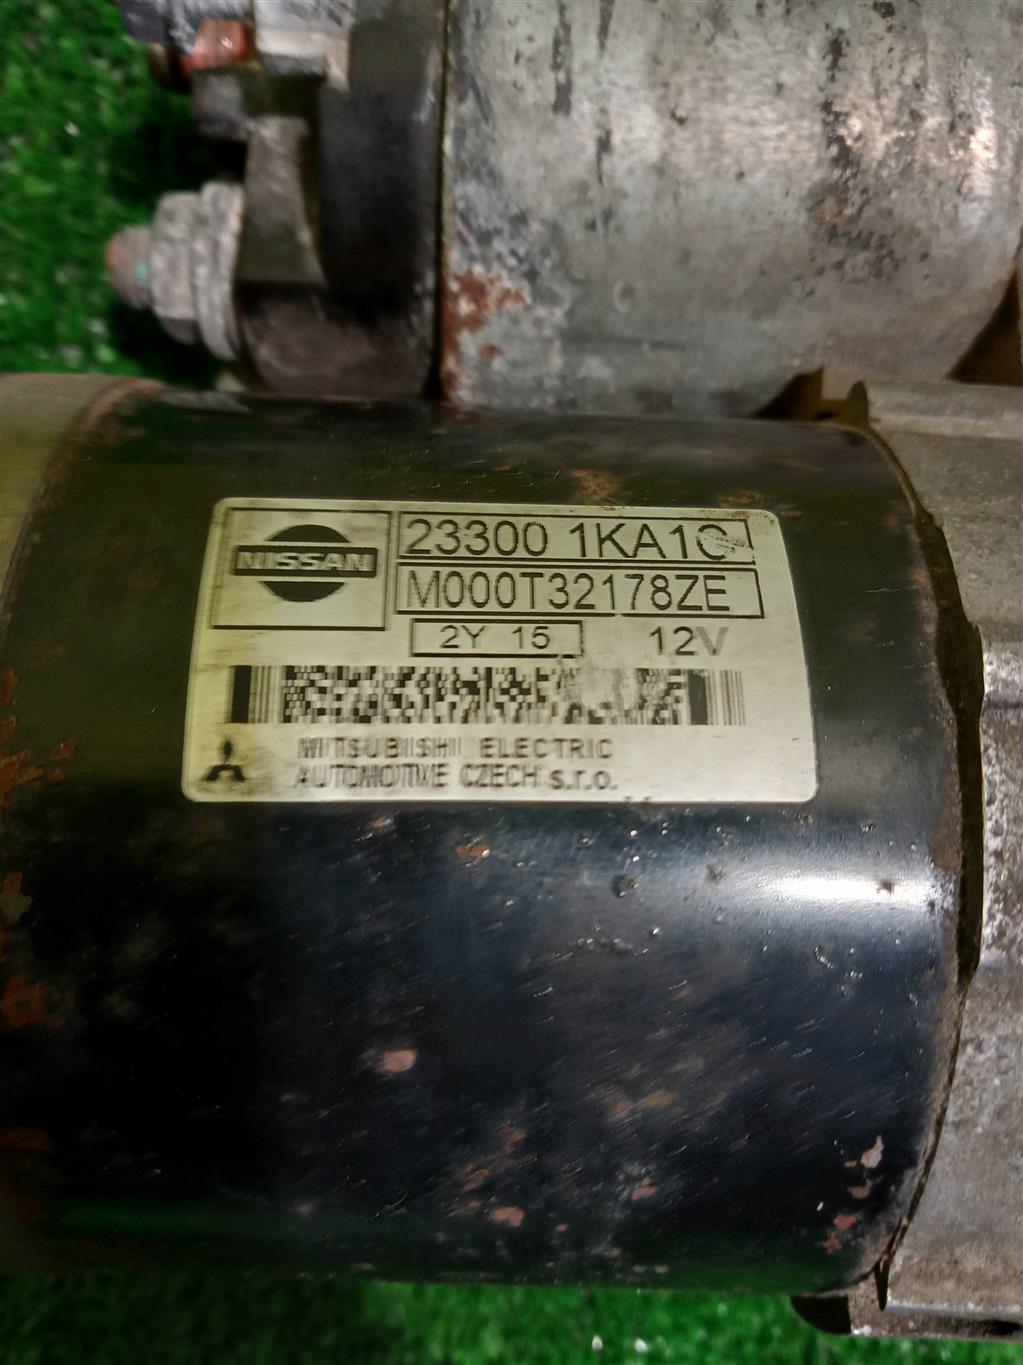 NISSAN
23300 1KA1C
M000T32178ZE
2Y 15 12V
MITSUBISHI ELECTRIC
AUTOMOTIVE CZECH s.r.o.